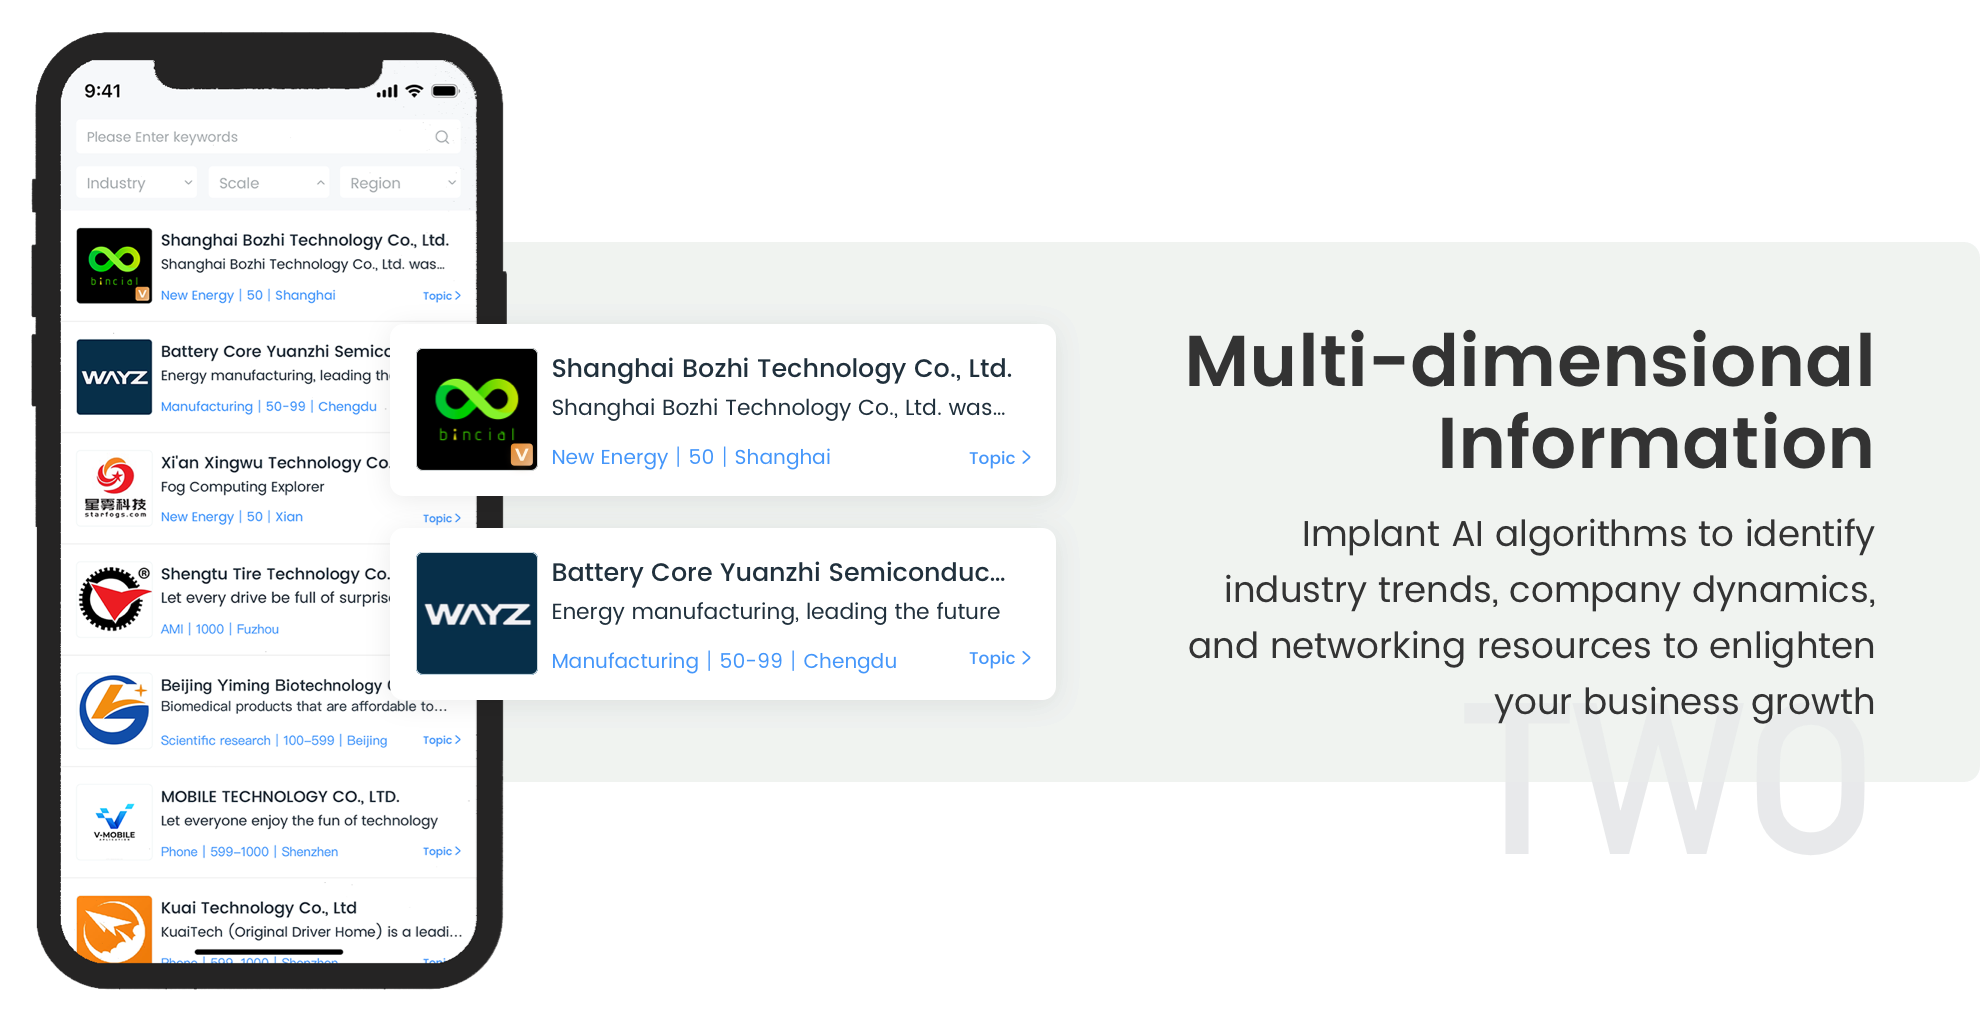 9:41
Please Enter keywords
Industry Scale Region
bincial
V
Shanghai Bozhi Technology Co., Ltd.
Shanghai Bozhi Technology Co., Ltd. was...
New Energy | 50 | Shanghai Topic >
WAYZ
Battery Core Yuanzhi Semico
Energy manufacturing, leading th
Manufacturing | 50-99 | Chengdu
星雾科技
starfogs.com
Xi'an Xingwu Technology Co.
Fog Computing Explorer
New Energy | 50 | Xian Topic >
®
Shengtu Tire Technology Co.
Let every drive be full of surpris
AMI | 1000 | Fuzhou
Beijing Yiming Biotechnology
Biomedical products that are affordable to...
Scientific research | 100-599 | Beijing Topic >
V-MOBILE
APPLICATION
MOBILE TECHNOLOGY CO., LTD.
Let everyone enjoy the fun of technology
Phone | 599-1000 | Shenzhen Topic >
Kuai Technology Co., Ltd
KuaiTech (Original Driver Home) is a leadi...
Phone | 599-1000 | Shenzhen Topi
bincial
V
Shanghai Bozhi Technology Co., Ltd.
Shanghai Bozhi Technology Co., Ltd. was...
New Energy | 50 | Shanghai Topic >
WAYZ
Battery Core Yuanzhi Semiconduc...
Energy manufacturing, leading the future
Manufacturing | 50-99 | Chengdu Topic >
Multi-dimensional
Information
Implant AI algorithms to identify
industry trends, company dynamics,
and networking resources to enlighten
your business growth
TWO